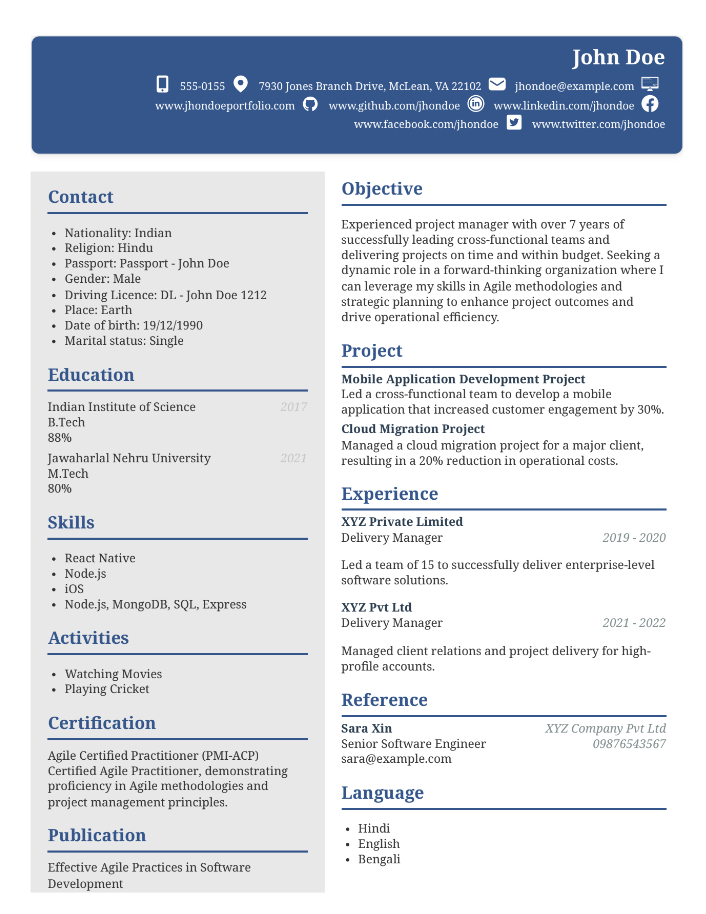 John Doe
555-0155 7930 Jones Branch Drive, McLean, VA 22102 jhondoe@example.com
www.jhondoeportfolio.com www.github.com/jhondoe www.linkedin.com/jhondoe
www.facebook.com/jhondoe www.twitter.com/jhondoe
Contact
• Nationality: Indian
• Religion: Hindu
• Passport: Passport - John Doe
• Gender: Male
• Driving Licence: DL - John Doe 1212
• Place: Earth
• Date of birth: 19/12/1990
• Marital status: Single
Education
Indian Institute of Science 2017
B.Tech
88%
Jawaharlal Nehru University 2021
M.Tech
80%
Skills
• React Native
• Node.js
• iOS
• Node.js, MongoDB, SQL, Express
Activities
• Watching Movies
• Playing Cricket
Certification
Agile Certified Practitioner (PMI-ACP)
Certified Agile Practitioner, demonstrating
proficiency in Agile methodologies and
project management principles.
Publication
Effective Agile Practices in Software
Development
Objective
Experienced project manager with over 7 years of
successfully leading cross-functional teams and
delivering projects on time and within budget. Seeking a
dynamic role in a forward-thinking organization where I
can leverage my skills in Agile methodologies and
strategic planning to enhance project outcomes and
drive operational efficiency.
Project
Mobile Application Development Project
Led a cross-functional team to develop a mobile
application that increased customer engagement by 30%.
Cloud Migration Project
Managed a cloud migration project for a major client,
resulting in a 20% reduction in operational costs.
Experience
XYZ Private Limited
Delivery Manager 2019 - 2020
Led a team of 15 to successfully deliver enterprise-level
software solutions.
XYZ Pvt Ltd
Delivery Manager 2021 - 2022
Managed client relations and project delivery for high-
profile accounts.
Reference
Sara Xin XYZ Company Pvt Ltd
Senior Software Engineer 09876543567
sara@example.com
Language
• Hindi
• English
• Bengali